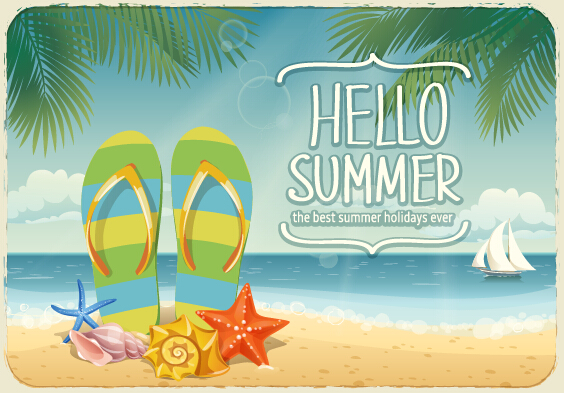 HELLO
SUMMER
the best summer holidays ever